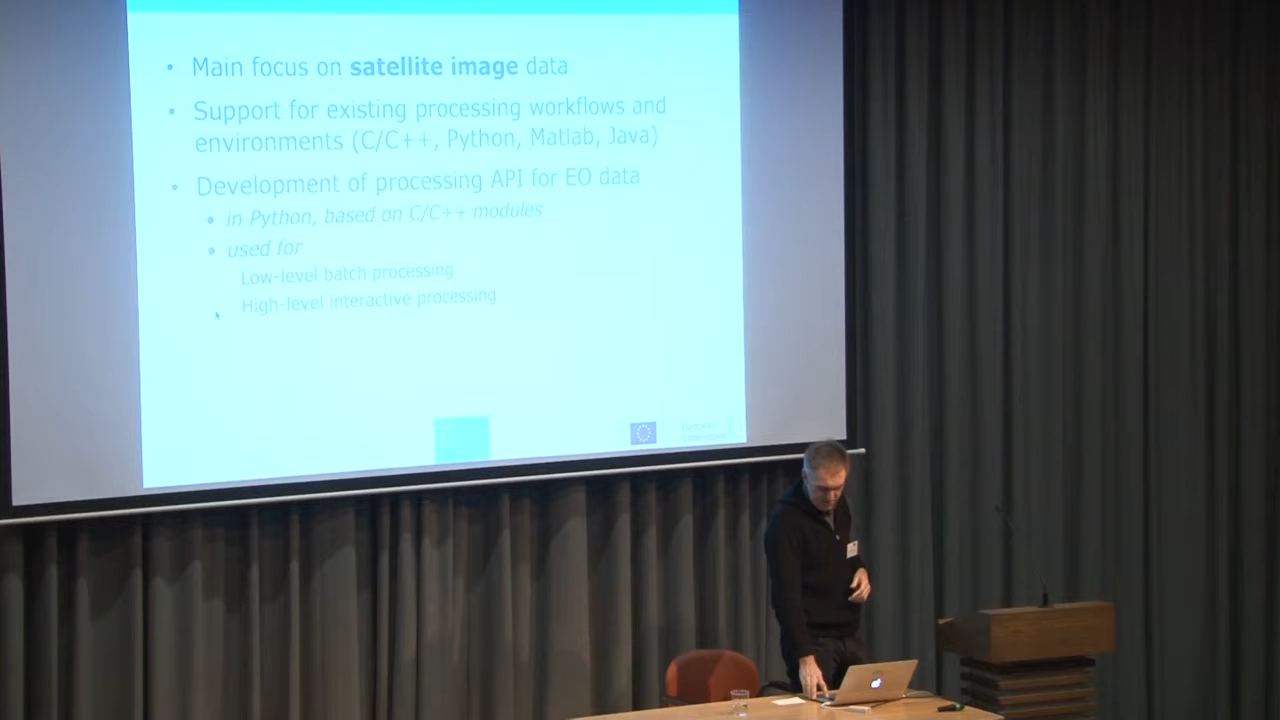 • Main focus on satellite image data
• Support for existing processing workflows and
environments (C/C++, Python, Matlab, Java)
• Development of processing API for EO data
• in Python, based on C/C++ modules
• used for
Low-level batch processing
High-level interactive processing
European
Commission